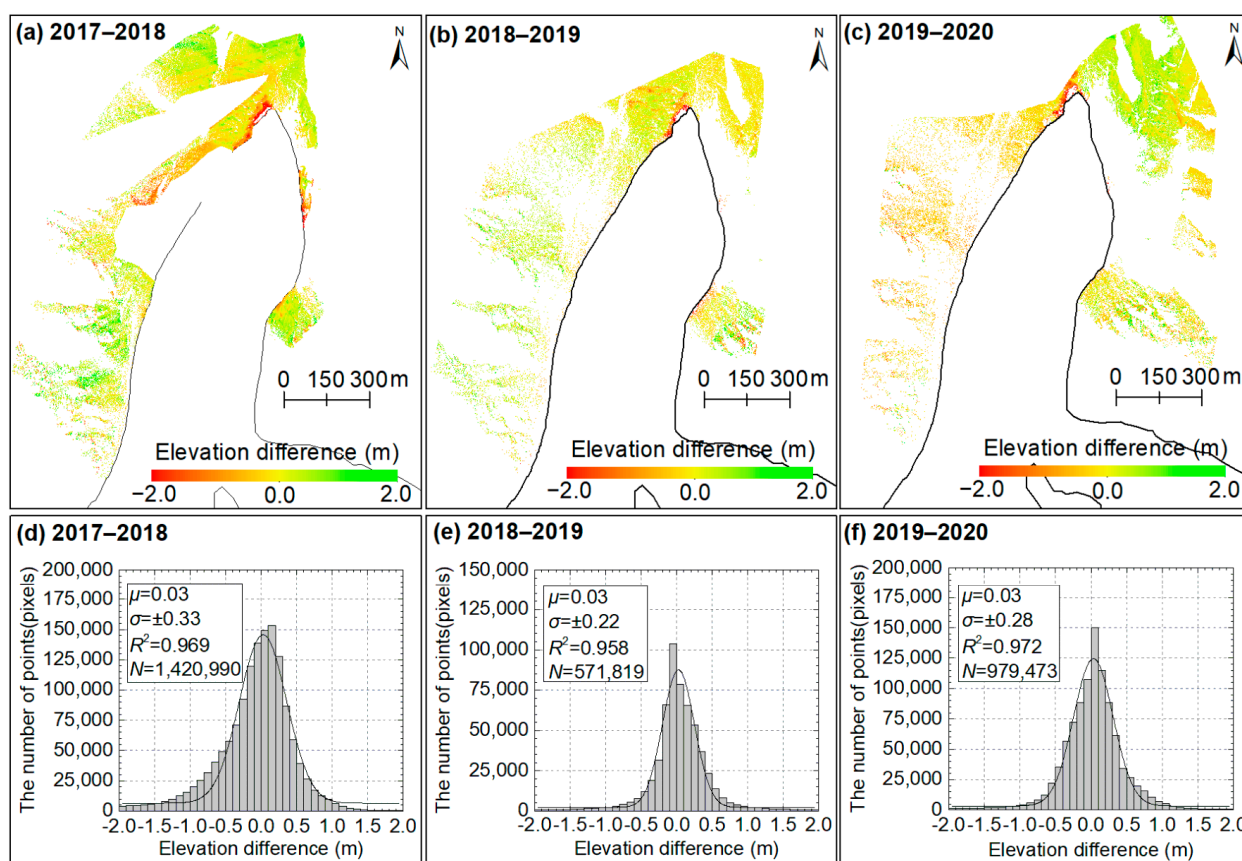 (a) 2017–2018
N
0 150 300 m
Elevation difference (m)
−2.0 0.0 2.0
(b) 2018–2019
N
0 150 300 m
Elevation difference (m)
−2.0 0.0 2.0
(c) 2019–2020
N
0 150 300 m
Elevation difference (m)
−2.0 0.0 2.0
(d) 2017–2018
The number of points(pixels)
200,000
175,000
150,000
125,000
100,000
75,000
50,000
25,000
0
μ=0.03
σ=±0.33
R²=0.969
N=1,420,990
-2.0 -1.5 -1.0 -0.5 0.0 0.5 1.0 1.5 2.0
Elevation difference (m)
(e) 2018–2019
The number of points(pixels)
150,000
125,000
100,000
75,000
50,000
25,000
0
μ=0.03
σ=±0.22
R²=0.958
N=571,819
-2.0 -1.5 -1.0 -0.5 0.0 0.5 1.0 1.5 2.0
Elevation difference (m)
(f) 2019–2020
The number of points(pixels)
200,000
175,000
150,000
125,000
100,000
75,000
50,000
25,000
0
μ=0.03
σ=±0.28
R²=0.972
N=979,473
-2.0 -1.5 -1.0 -0.5 0.0 0.5 1.0 1.5 2.0
Elevation difference (m)